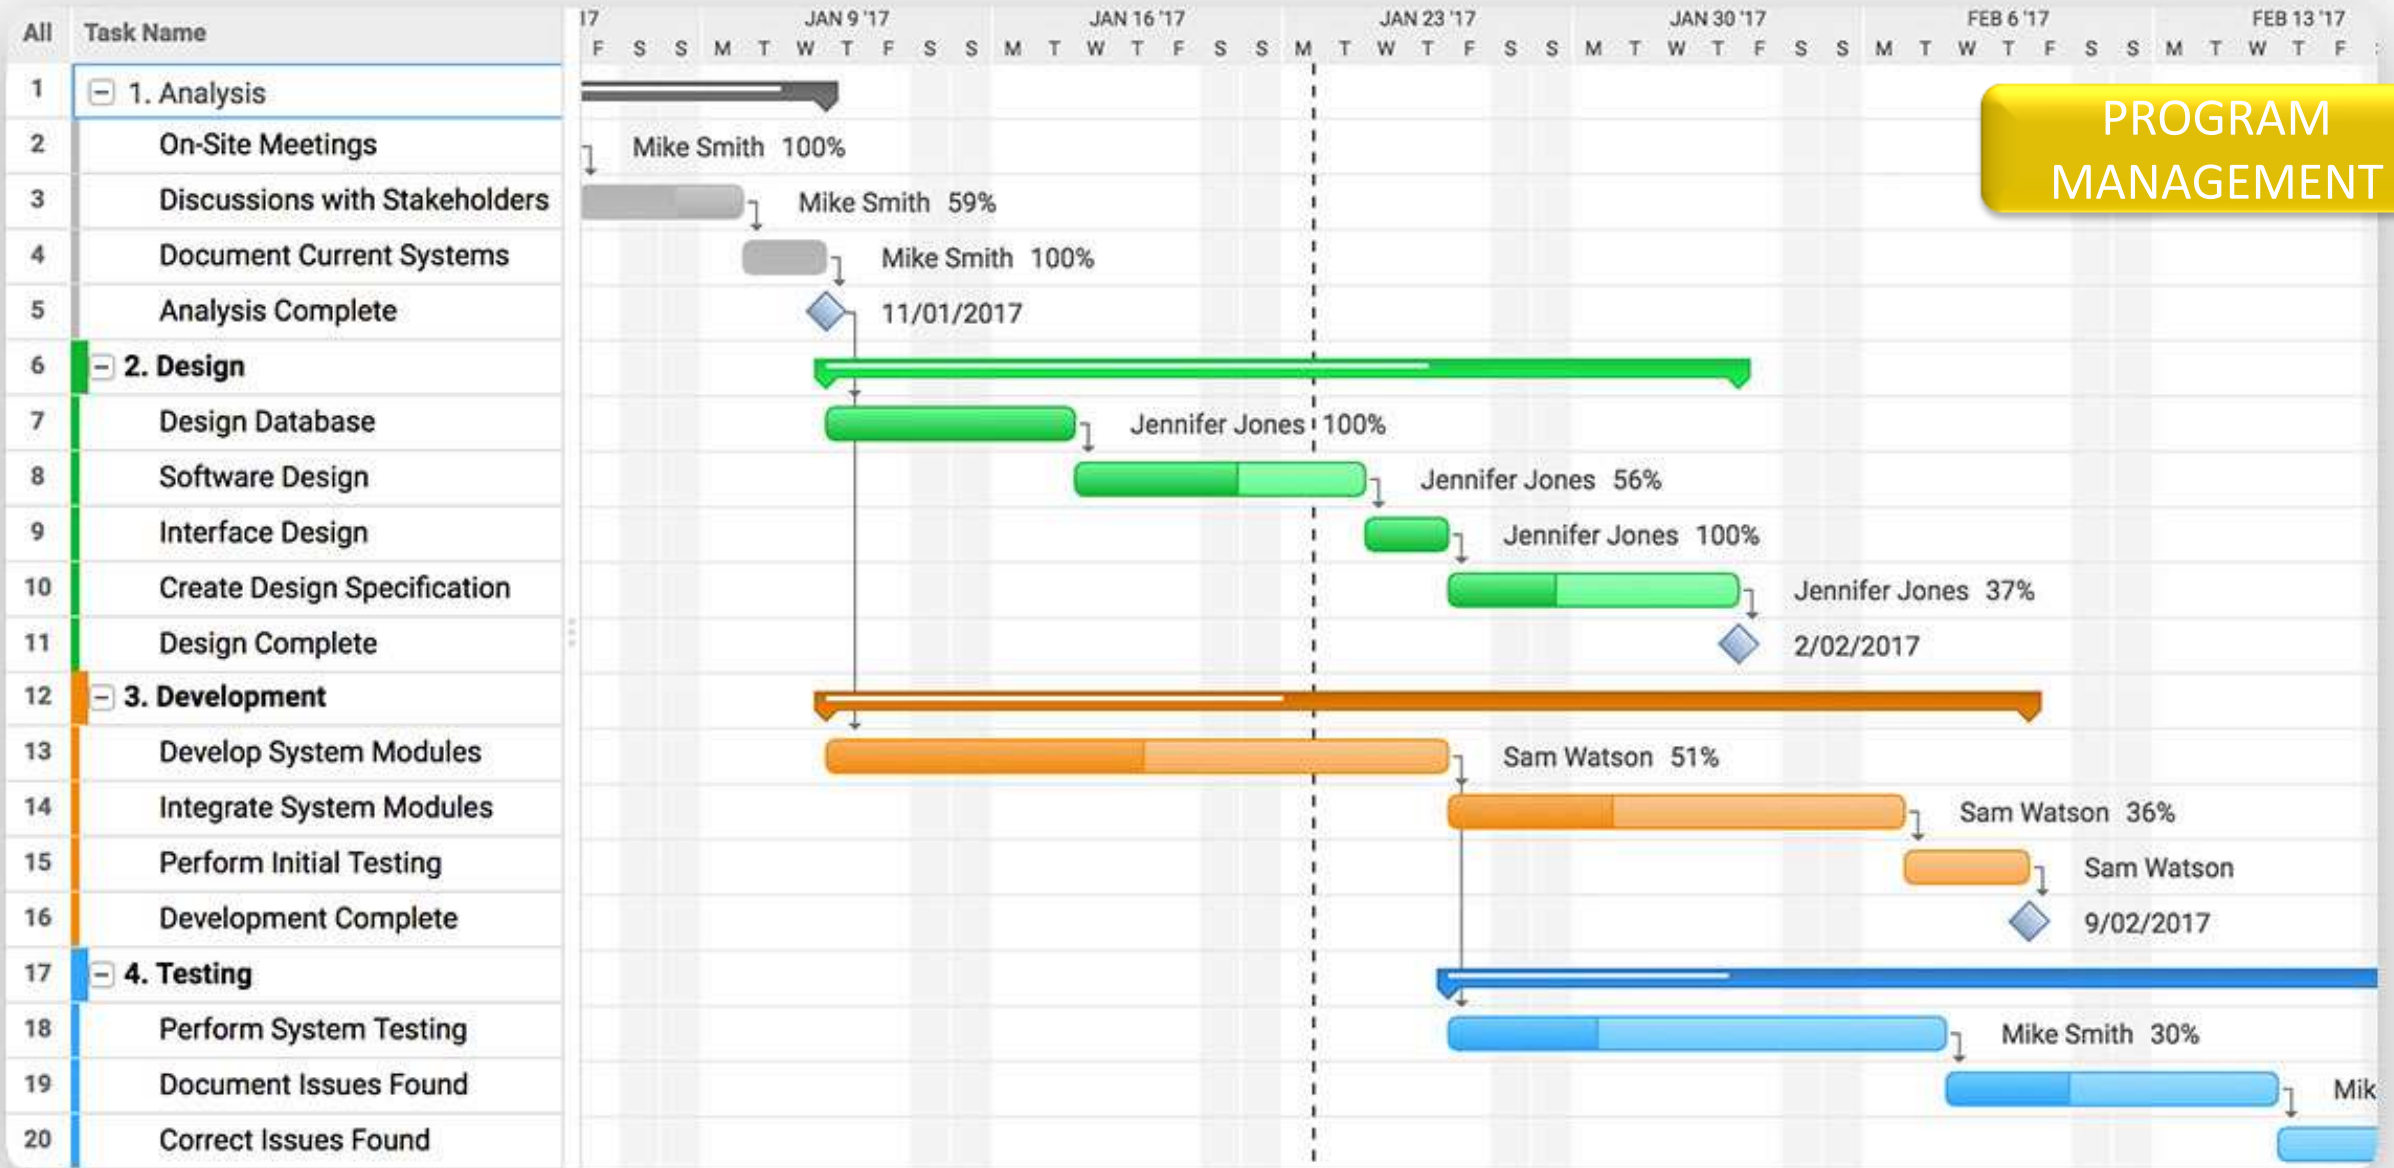 All Task Name 17 JAN 9 '17 JAN 16 '17 JAN 23 '17 JAN 30 '17 FEB 6 '17 FEB 13 '17
F S S M T W T F S S M T W T F S S M T W T F S S M T W T F S S M T W T F S S M T W T F
1 1. Analysis
PROGRAM
MANAGEMENT
2 On-Site Meetings Mike Smith 100%
3 Discussions with Stakeholders Mike Smith 59%
4 Document Current Systems Mike Smith 100%
5 Analysis Complete 11/01/2017
6 2. Design
7 Design Database Jennifer Jones 100%
8 Software Design Jennifer Jones 56%
9 Interface Design Jennifer Jones 100%
10 Create Design Specification Jennifer Jones 37%
11 Design Complete 2/02/2017
12 3. Development
13 Develop System Modules Sam Watson 51%
14 Integrate System Modules Sam Watson 36%
15 Perform Initial Testing Sam Watson
16 Development Complete 9/02/2017
17 4. Testing
18 Perform System Testing Mike Smith 30%
19 Document Issues Found Mik
20 Correct Issues Found